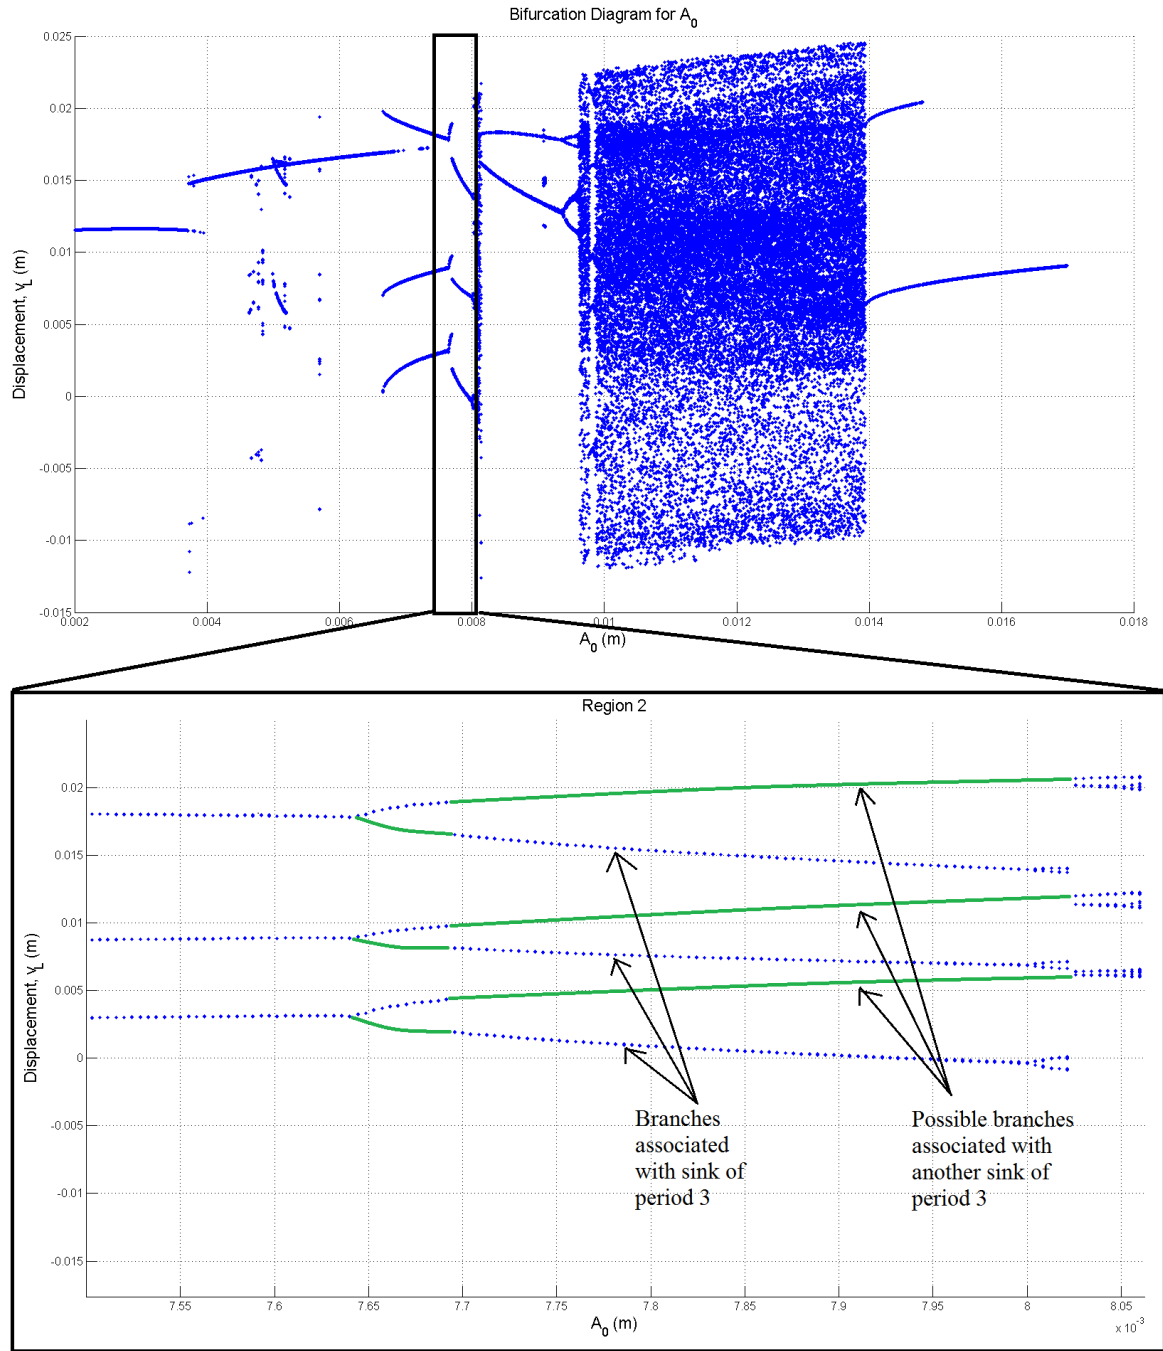 Bifurcation Diagram for A0
0.025
0.02
0.015
0.01
0.005
0
-0.005
-0.01
-0.015
Displacement, yL (m)
0.002 0.004 0.006 0.008 0.01 0.012 0.014 0.016 0.018
A0 (m)
Region 2
0.02
0.015
0.01
0.005
0
-0.005
-0.01
-0.015
Displacement, yL (m)
Branches
associated
with sink of
period 3
Possible branches
associated with
another sink of
period 3
7.55 7.6 7.65 7.7 7.75 7.8 7.85 7.9 7.95 8 8.05
A0 (m)
x 10-3